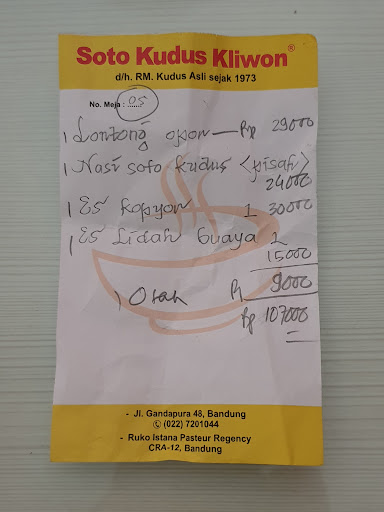 Soto Kudus Kliwon®
d/h. RM. Kudus Asli sejak 1973
No. Meja : 05
1 Lontong opor — Rp 29000
1 Nasi soto kudus <pisah>
24000
1 Es kopyor 1 30000
1 Es Lidah buaya 1
15000
1 Otak R 9000
Rp 107000
- Jl. Gandapura 48, Bandung
✆ (022) 7201044
- Ruko Istana Pasteur Regency
CRA-12, Bandung